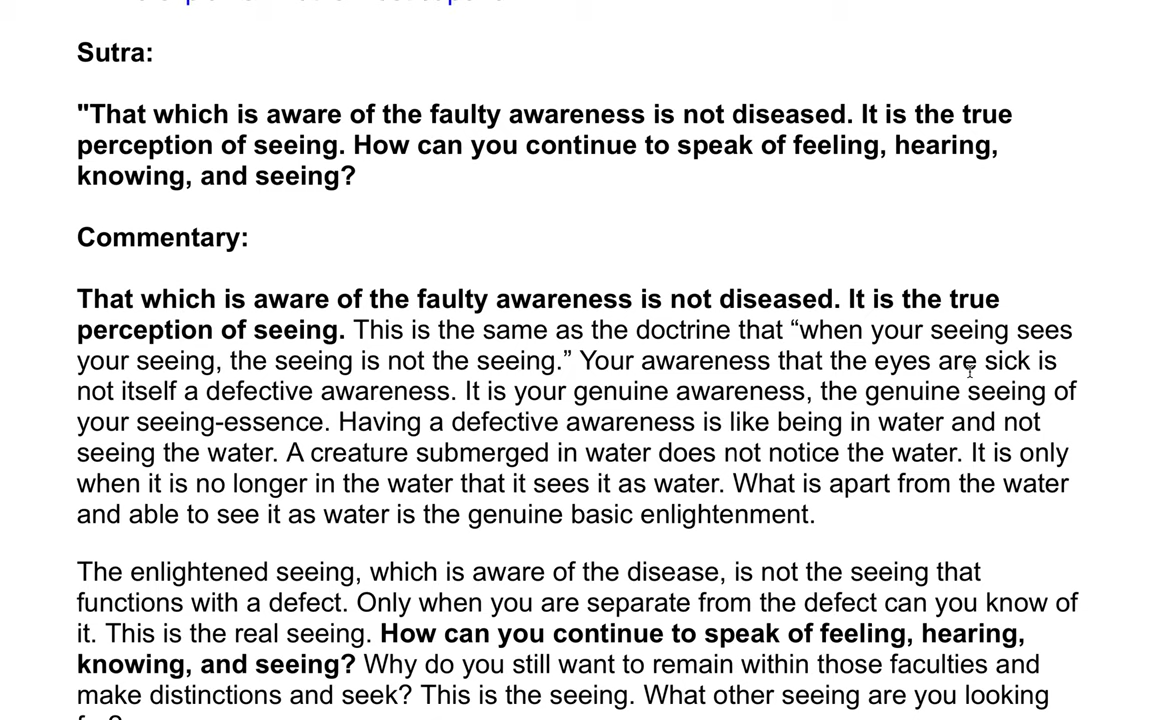 Sutra:
"That which is aware of the faulty awareness is not diseased. It is the true
perception of seeing. How can you continue to speak of feeling, hearing,
knowing, and seeing?
Commentary:
That which is aware of the faulty awareness is not diseased. It is the true
perception of seeing. This is the same as the doctrine that “when your seeing sees
your seeing, the seeing is not the seeing.” Your awareness that the eyes are sick is
not itself a defective awareness. It is your genuine awareness, the genuine seeing of
your seeing-essence. Having a defective awareness is like being in water and not
seeing the water. A creature submerged in water does not notice the water. It is only
when it is no longer in the water that it sees it as water. What is apart from the water
and able to see it as water is the genuine basic enlightenment.
The enlightened seeing, which is aware of the disease, is not the seeing that
functions with a defect. Only when you are separate from the defect can you know of
it. This is the real seeing. How can you continue to speak of feeling, hearing,
knowing, and seeing? Why do you still want to remain within those faculties and
make distinctions and seek? This is the seeing. What other seeing are you looking